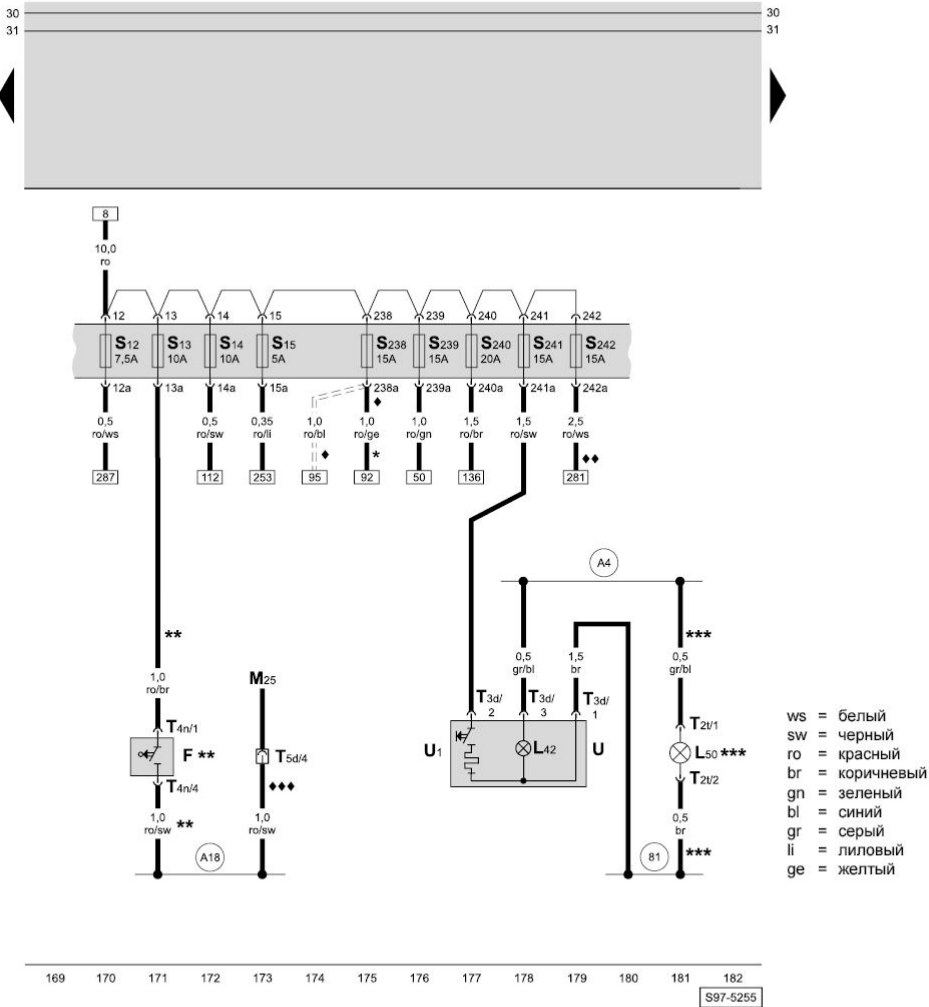 30 30
31 31
8
10,0
ro
12 13 14 15 238 239 240 241 242
S12 S13 S14 S15 S238 S239 S240 S241 S242
7,5A 10A 10A 5A 15A 15A 20A 15A 15A
12a 13a 14a 15a 238a 239a 240a 241a 242a
♦
0,5 0,5 0,35 1,0 1,0 1,0 1,5 1,5 2,5
ro/ws ro/sw ro/li ro/bl ro/ge ro/gn ro/br ro/sw ro/ws
♦ * ♦♦
287 112 253 95 92 50 136 281
A4
** ***
1,0 0,5 1,5 0,5
ro/br gr/bl br gr/bl
M25
T4n/1 T3d/2 T3d/3 T3d/1 T2t/1
F ** T5d/4 U1 L42 U L50 ***
T4n/4 ♦♦♦ T2t/2
1,0 1,0 0,5
ro/sw ** ro/sw br
A18 81 ***
ws = белый
sw = черный
ro = красный
br = коричневый
gn = зеленый
bl = синий
gr = серый
li = лиловый
ge = желтый
169 170 171 172 173 174 175 176 177 178 179 180 181 182
S97-5255